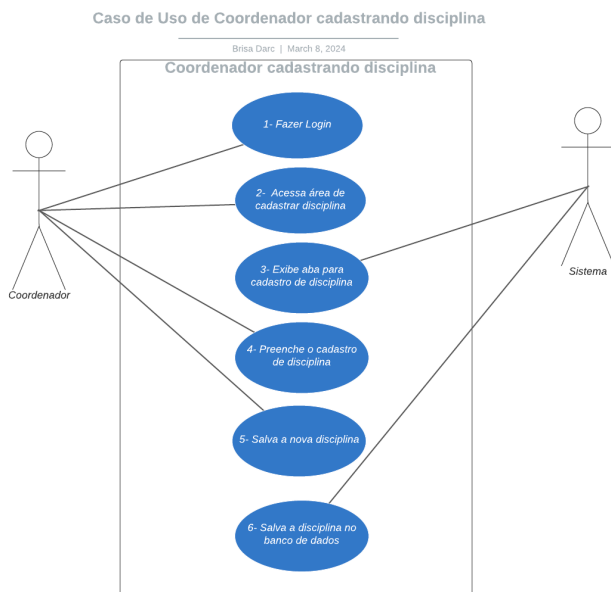 Caso de Uso de Coordenador cadastrando disciplina
Brisa Darc | March 8, 2024
Coordenador cadastrando disciplina
1- Fazer Login
2- Acessa área de
cadastrar disciplina
3- Exibe aba para
cadastro de disciplina
Sistema
Coordenador
4- Preenche o cadastro
de disciplina
5- Salva a nova disciplina
6- Salva a disciplina no
banco de dados